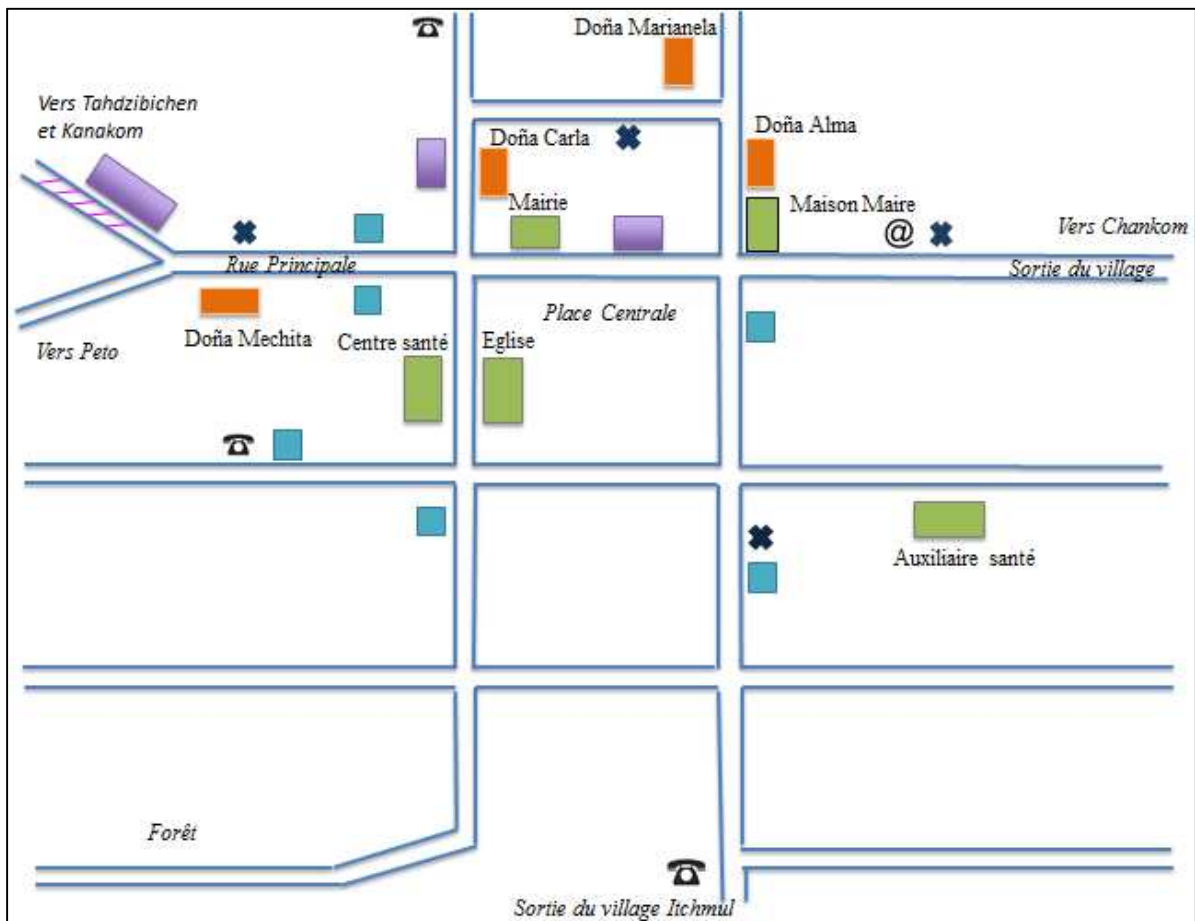 Doña Marianela
Vers Tahdzibichen
et Kanakom
Doña Carla
Doña Alma
Mairie
Maison Maire
@
Vers Chankom
Rue Principale
Sortie du village
Place Centrale
Vers Peto
Doña Mechita
Centre santé
Eglise
Auxiliaire santé
Forêt
Sortie du village Itchmul